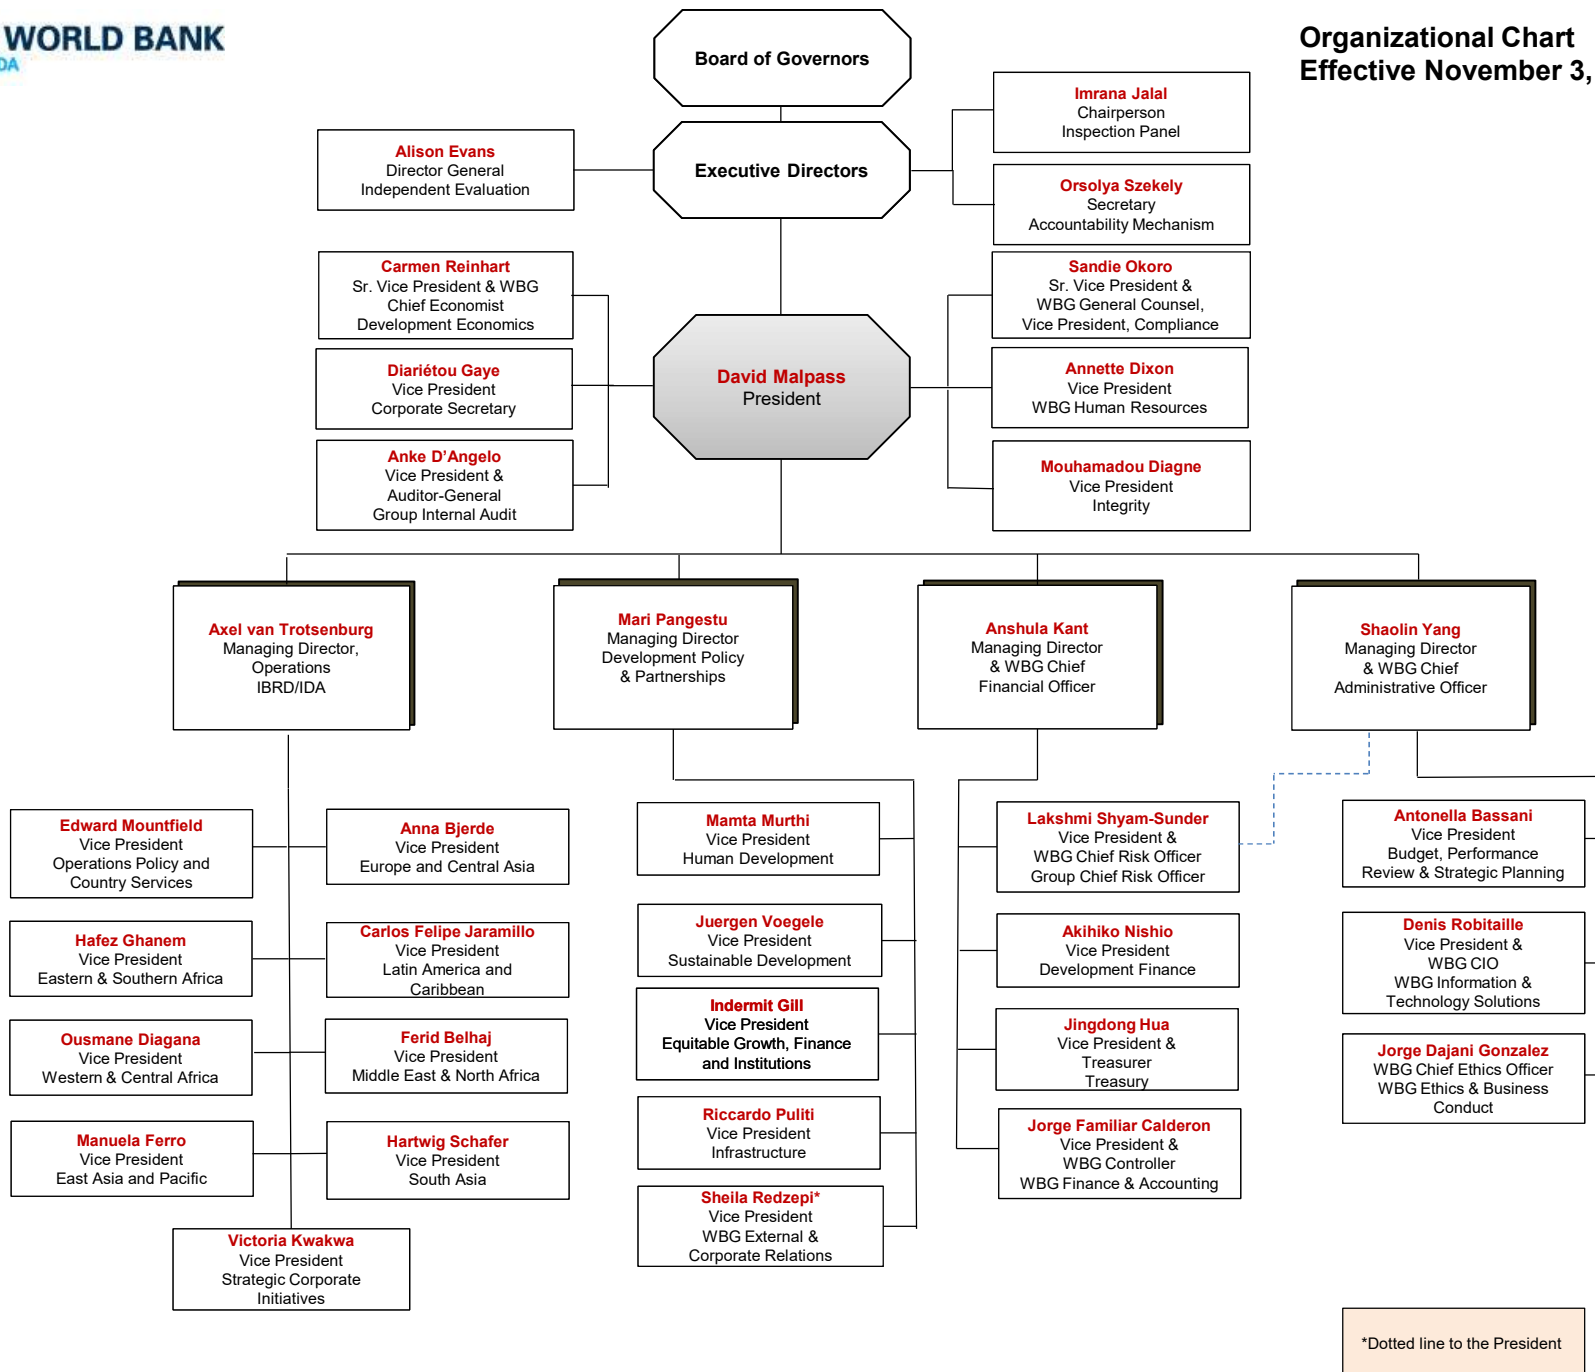 WORLD BANK
DA
Organizational Chart
Effective November 3,
Board of Governors
Imrana Jalal
Chairperson
Inspection Panel
Alison Evans
Director General
Independent Evaluation
Executive Directors
Orsolya Szekely
Secretary
Accountability Mechanism
Carmen Reinhart
Sr. Vice President & WBG
Chief Economist
Development Economics
Sandie Okoro
Sr. Vice President &
WBG General Counsel,
Vice President, Compliance
Diariétou Gaye
Vice President
Corporate Secretary
David Malpass
President
Annette Dixon
Vice President
WBG Human Resources
Anke D’Angelo
Vice President &
Auditor-General
Group Internal Audit
Mouhamadou Diagne
Vice President
Integrity
Axel van Trotsenburg
Managing Director,
Operations
IBRD/IDA
Mari Pangestu
Managing Director
Development Policy
& Partnerships
Anshula Kant
Managing Director
& WBG Chief
Financial Officer
Shaolin Yang
Managing Director
& WBG Chief
Administrative Officer
Edward Mountfield
Vice President
Operations Policy and
Country Services
Anna Bjerde
Vice President
Europe and Central Asia
Hafez Ghanem
Vice President
Eastern & Southern Africa
Carlos Felipe Jaramillo
Vice President
Latin America and
Caribbean
Ousmane Diagana
Vice President
Western & Central Africa
Ferid Belhaj
Vice President
Middle East & North Africa
Manuela Ferro
Vice President
East Asia and Pacific
Hartwig Schafer
Vice President
South Asia
Victoria Kwakwa
Vice President
Strategic Corporate
Initiatives
Mamta Murthi
Vice President
Human Development
Juergen Voegele
Vice President
Sustainable Development
Indermit Gill
Vice President
Equitable Growth, Finance
and Institutions
Riccardo Puliti
Vice President
Infrastructure
Sheila Redzepi*
Vice President
WBG External &
Corporate Relations
Lakshmi Shyam-Sunder
Vice President &
WBG Chief Risk Officer
Group Chief Risk Officer
Akihiko Nishio
Vice President
Development Finance
Jingdong Hua
Vice President &
Treasurer
Treasury
Jorge Familiar Calderon
Vice President &
WBG Controller
WBG Finance & Accounting
Antonella Bassani
Vice President
Budget, Performance
Review & Strategic Planning
Denis Robitaille
Vice President &
WBG CIO
WBG Information &
Technology Solutions
Jorge Dajani Gonzalez
WBG Chief Ethics Officer
WBG Ethics & Business
Conduct
*Dotted line to the President